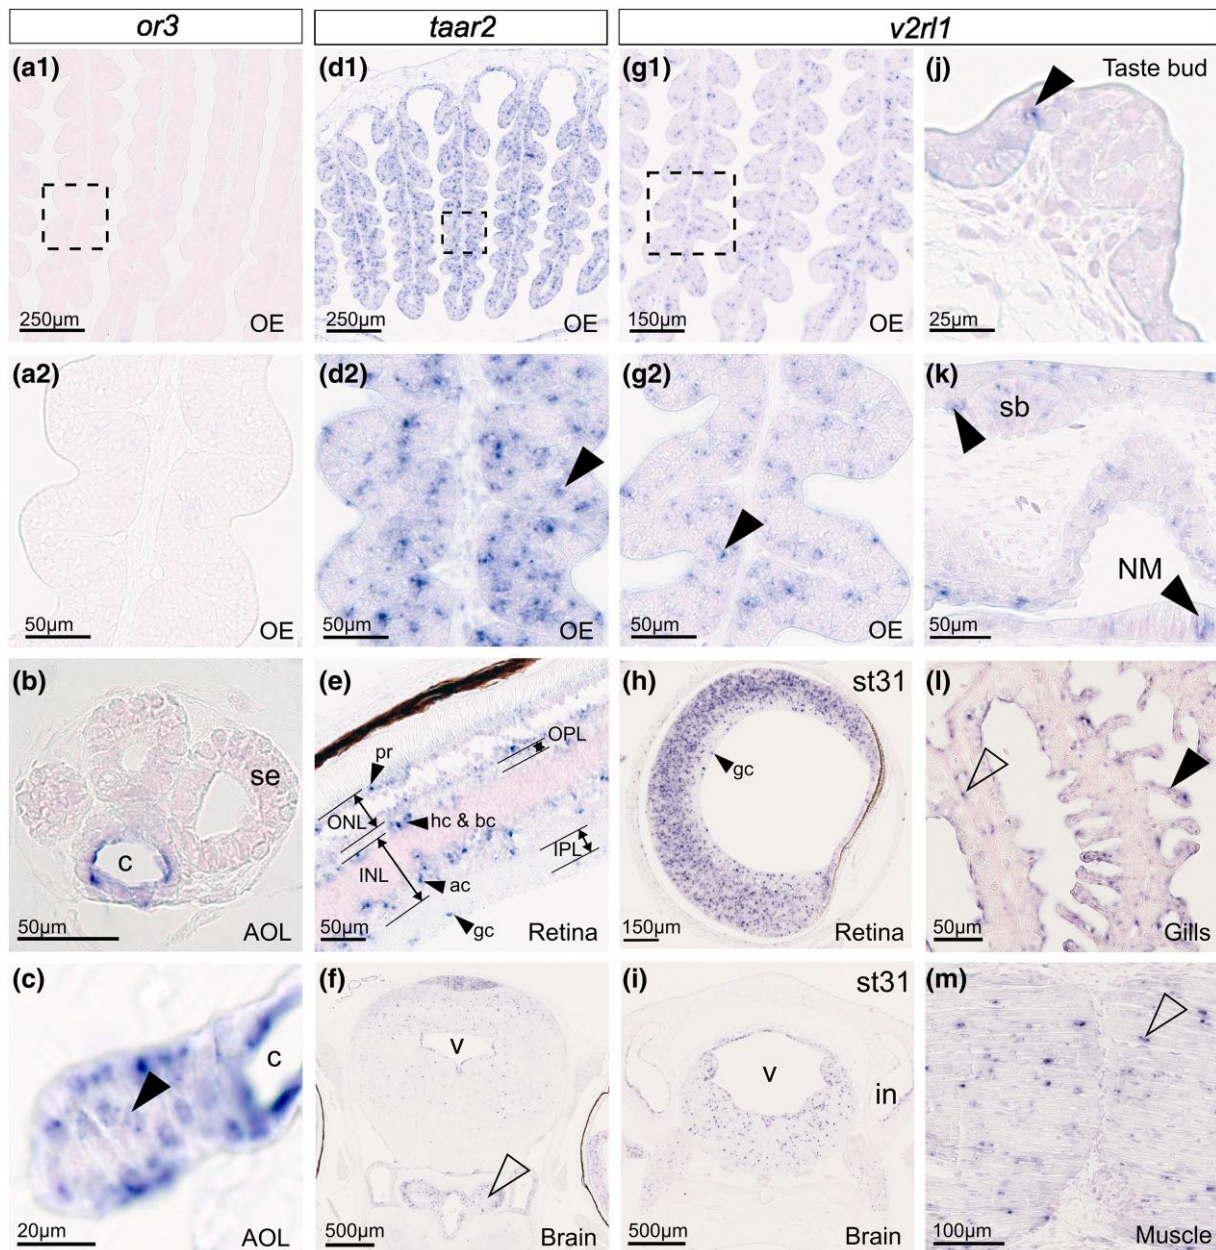 or3
taar2
v2rl1
(a1)
250µm
OE
(d1)
250µm
OE
(g1)
150µm
OE
(j)
Taste bud
25µm
(a2)
50µm
OE
(d2)
50µm
OE
(g2)
50µm
OE
(k)
sb
NM
50µm
(b)
se
c
50µm
AOL
(e)
OPL
pr
ONL
hc & bc
IPL
INL
ac
gc
50µm
Retina
(h)
st31
gc
150µm
Retina
(l)
50µm
Gills
(c)
c
20µm
AOL
(f)
v
500µm
Brain
(i)
st31
v
in
500µm
Brain
(m)
100µm
Muscle